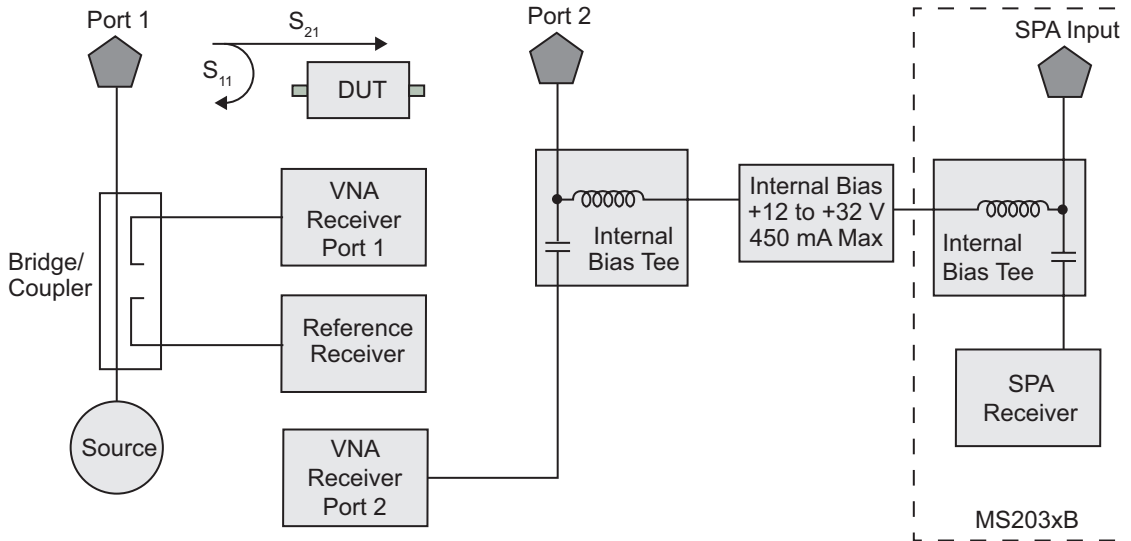 Port 1
S21
S11
DUT
Port 2
SPA Input
VNA
Receiver
Port 1
Bridge/
Coupler
Reference
Receiver
Source
VNA
Receiver
Port 2
Internal
Bias Tee
Internal Bias
+12 to +32 V
450 mA Max
Internal
Bias Tee
SPA
Receiver
MS203xB